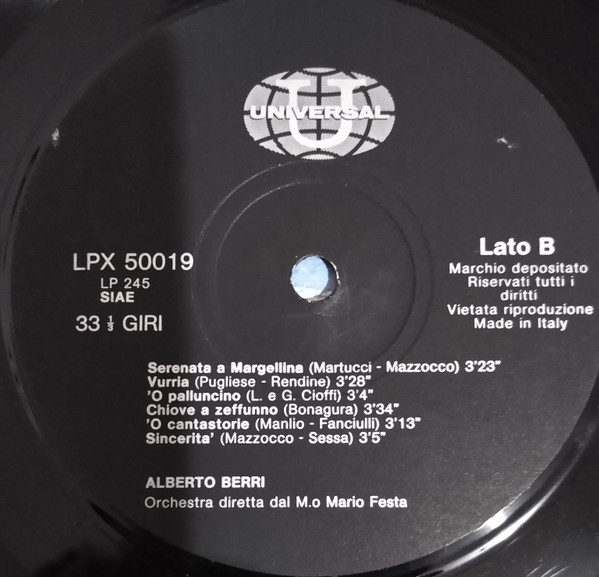 U
UNIVERSAL
LPX 50019
LP 245
SIAE
33 ⅓ GIRI
Lato B
Marchio depositato
Riservati tutti i
diritti
Vietata riproduzione
Made in Italy
Serenata a Margellina (Martucci - Mazzocco) 3'23"
Vurria (Pugliese - Rendine) 3'28"
'O palluncino (L. e G. Cioffi) 3'4"
Chiove a zeffunno (Bonagura) 3'34"
'O cantastorie (Manlio - Fanciulli) 3'13"
Sincerita' (Mazzocco - Sessa) 3'5"
ALBERTO BERRI
Orchestra diretta dal M.o Mario Festa